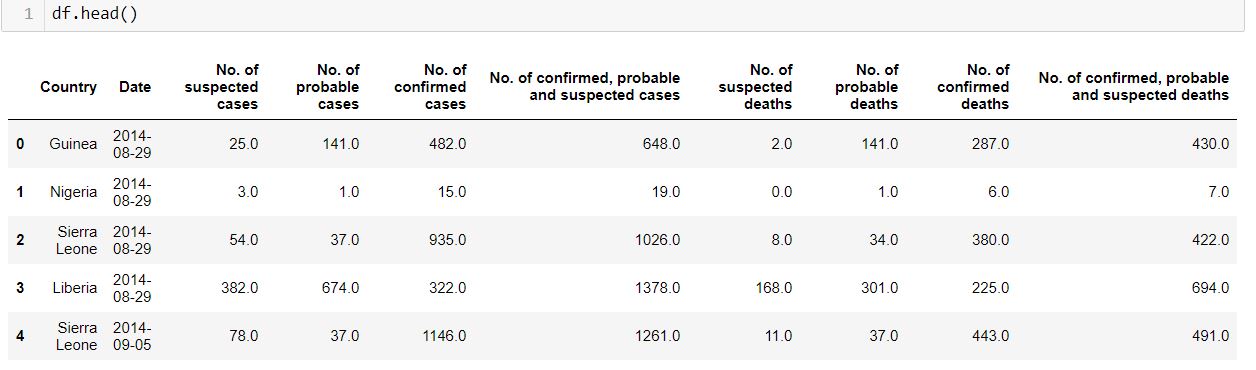 1 df.head()
Country Date No. of suspected cases No. of probable cases No. of confirmed cases No. of confirmed, probable and suspected cases No. of suspected deaths No. of probable deaths No. of confirmed deaths No. of confirmed, probable and suspected deaths
0 Guinea 2014-08-29 25.0 141.0 482.0 648.0 2.0 141.0 287.0 430.0
1 Nigeria 2014-08-29 3.0 1.0 15.0 19.0 0.0 1.0 6.0 7.0
2 Sierra Leone 2014-08-29 54.0 37.0 935.0 1026.0 8.0 34.0 380.0 422.0
3 Liberia 2014-08-29 382.0 674.0 322.0 1378.0 168.0 301.0 225.0 694.0
4 Sierra Leone 2014-09-05 78.0 37.0 1146.0 1261.0 11.0 37.0 443.0 491.0